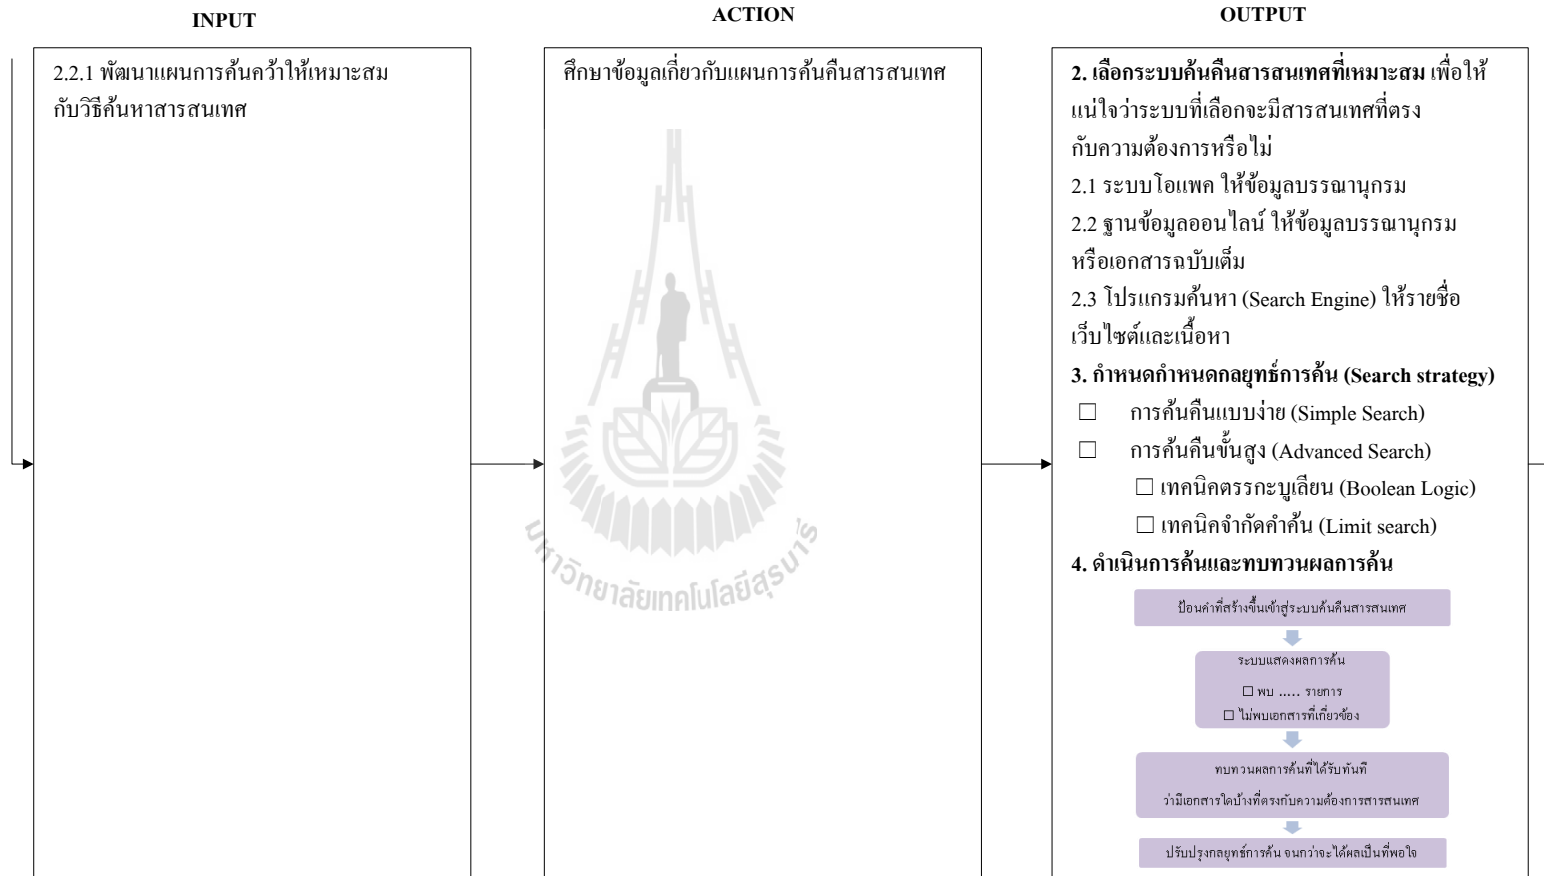 INPUT
ACTION
OUTPUT
2.2.1 พัฒนาแผนการค้นคว้าให้เหมาะสม
กับวิธีค้นหาสารสนเทศ
ศึกษาข้อมูลเกี่ยวกับแผนการค้นคืนสารสนเทศ
2. เลือกระบบค้นคืนสารสนเทศที่เหมาะสม เพื่อให้
แน่ใจว่าระบบที่เลือกจะมีสารสนเทศที่ตรง
กับความต้องการหรือไม่
2.1 ระบบโอแพค ให้ข้อมูลบรรณานุกรม
2.2 ฐานข้อมูลออนไลน์ ให้ข้อมูลบรรณานุกรม
หรือเอกสารฉบับเต็ม
2.3 โปรแกรมค้นหา (Search Engine) ให้รายชื่อ
เว็บไซต์และเนื้อหา
3. กำหนดกำหนดกลยุทธ์การค้น (Search strategy)
☐ การค้นคืนแบบง่าย (Simple Search)
☐ การค้นคืนขั้นสูง (Advanced Search)
☐ เทคนิคตรรกะบูเลียน (Boolean Logic)
☐ เทคนิคจำกัดคำค้น (Limit search)
4. ดำเนินการค้นและทบทวนผลการค้น
ป้อนคำที่สร้างขึ้นเข้าสู่ระบบค้นคืนสารสนเทศ
ระบบแสดงผลการค้น
☐ พบ ..... รายการ
☐ ไม่พบเอกสารที่เกี่ยวข้อง
ทบทวนผลการค้นที่ได้รับทันที
ว่ามีเอกสารใดบ้างที่ตรงกับความต้องการสารสนเทศ
ปรับปรุงกลยุทธ์การค้น จนกว่าจะได้ผลเป็นที่พอใจ
มหาวิทยาลัยเทคโนโลยีสุรนารี